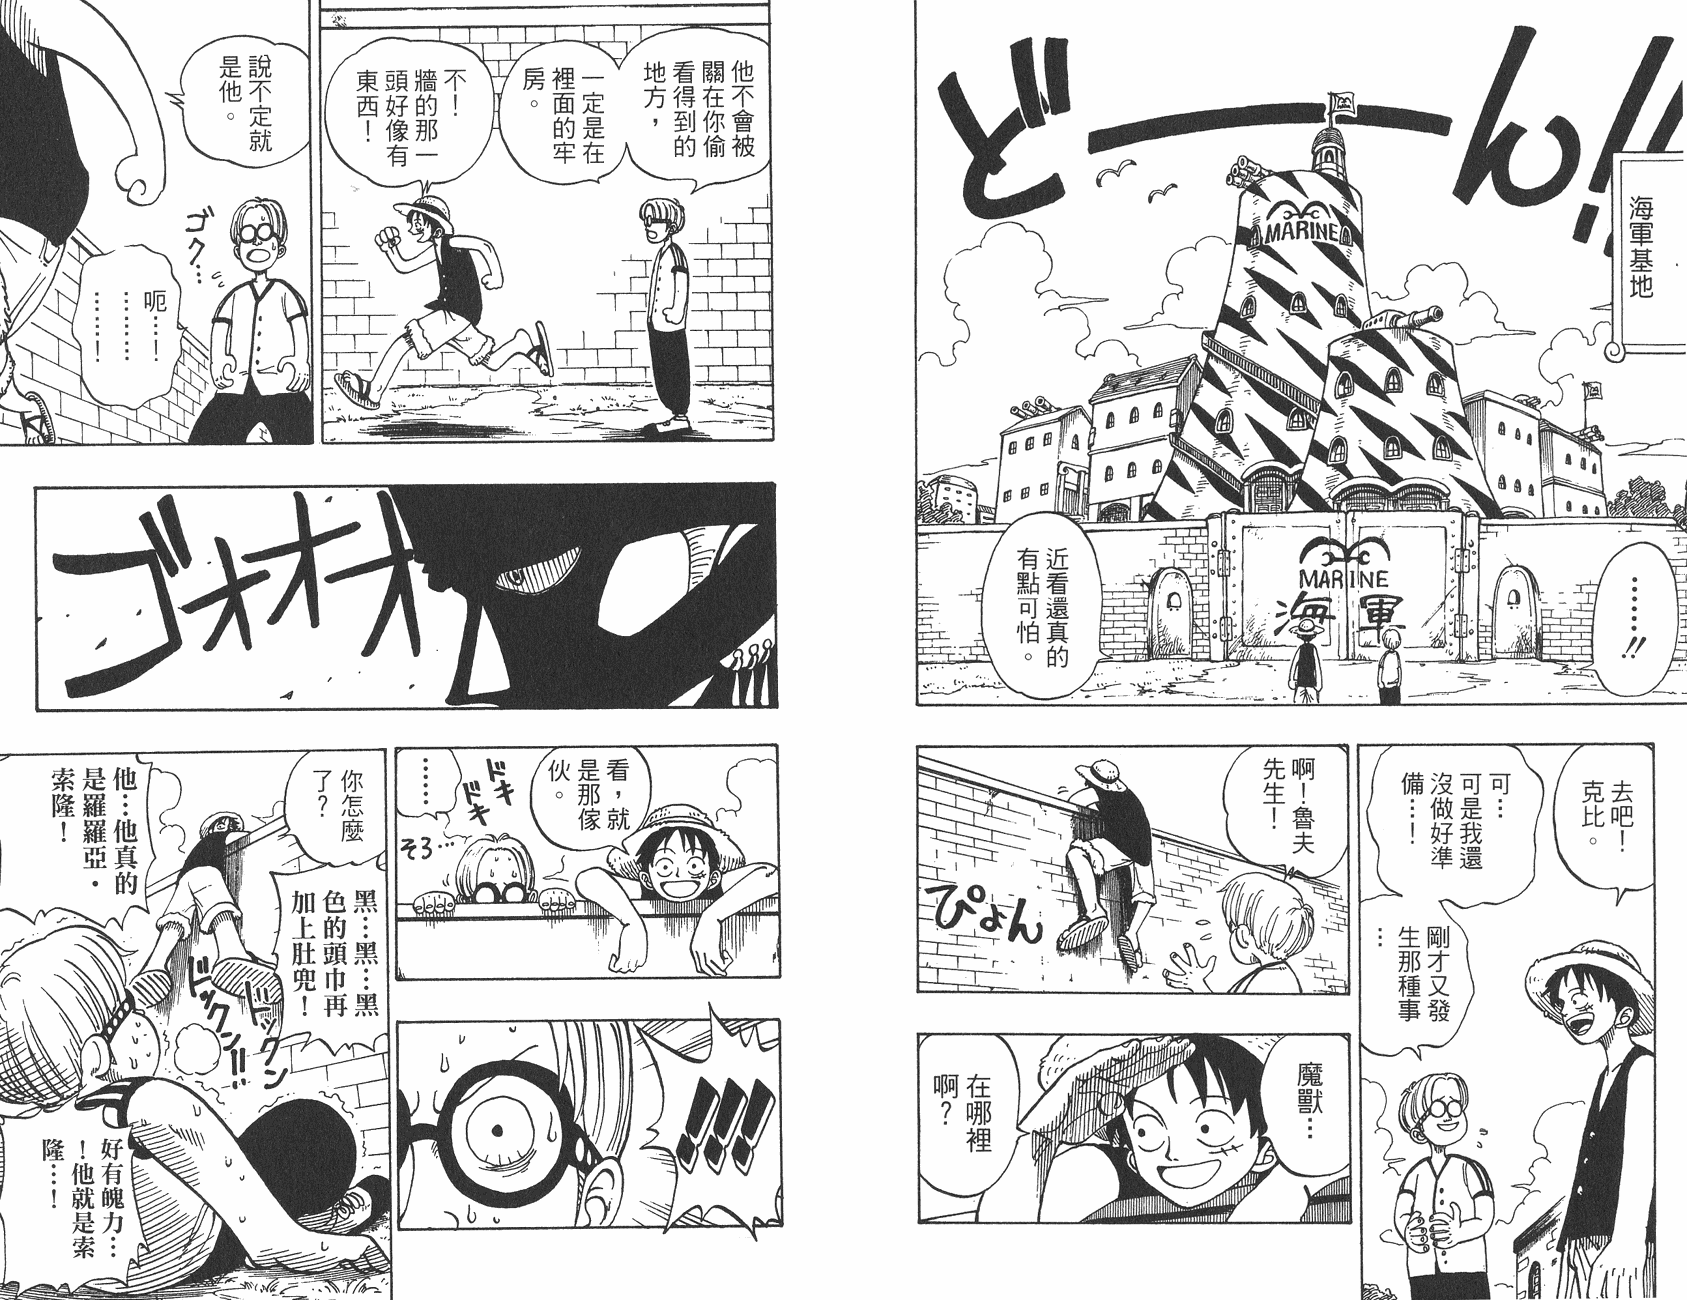 ど
ー
ん!!
海軍基地
MARINE
MARINE
海軍
………!!
近看還真的
有點可怕。
去吧!
克比。
可…
可是我還
沒做好準
備…!
剛才又發
生那種事
…
啊!魯夫
先生!
ぴょん
魔獸…
在哪裡
啊?
他不會被
關在你偷
看得到的
地方,
一定是在
裡面的牢
房。
不!
牆的那一
頭好像有
東西!
說不定就
是他。
ゴク…
呃……!
…………
………!
ゴオオオオ
看,就
是那傢
伙。
ドキ
ドキ
……
そろ…
!!!!
你怎麼
了?
黑…黑…黑
色的頭巾再
加上肚兜!
他…他真的
是羅羅亞・
索隆!
ドックン
ドックン!!
好有魄力…
!他就是索
隆…!